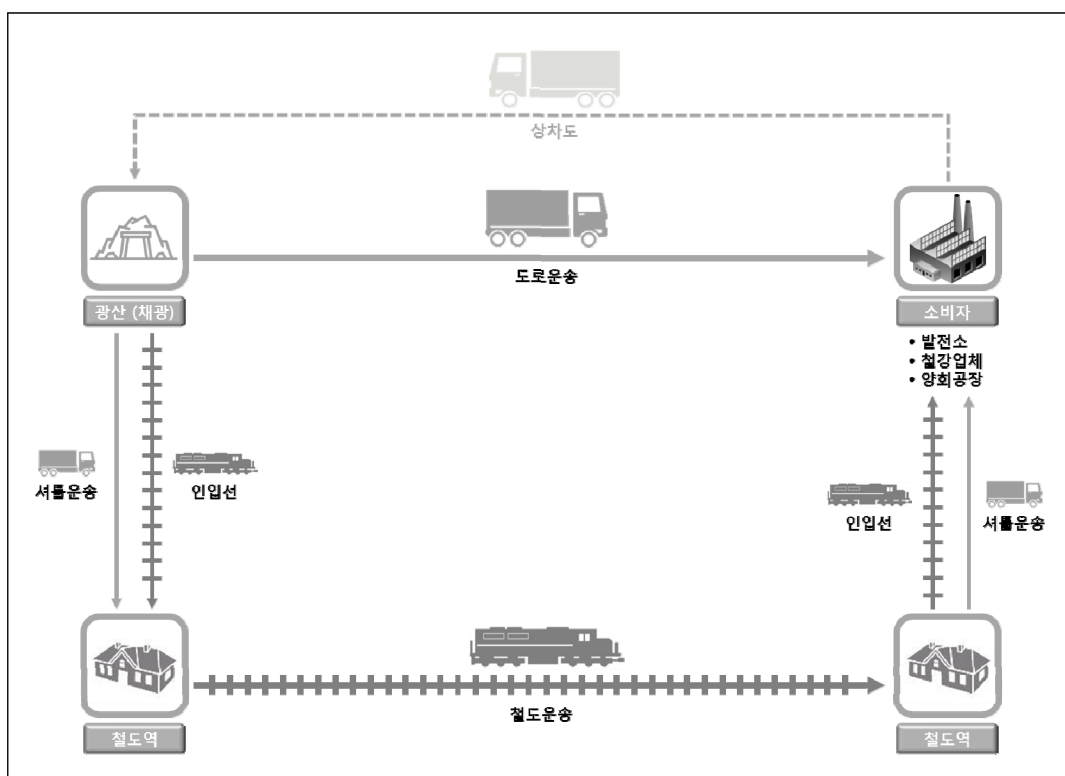 상차도
도로운송
광산 (채광)
소비자
• 발전소
• 철강업체
• 양회공장
셔틀운송
인입선
인입선
셔틀운송
철도운송
철도역
철도역